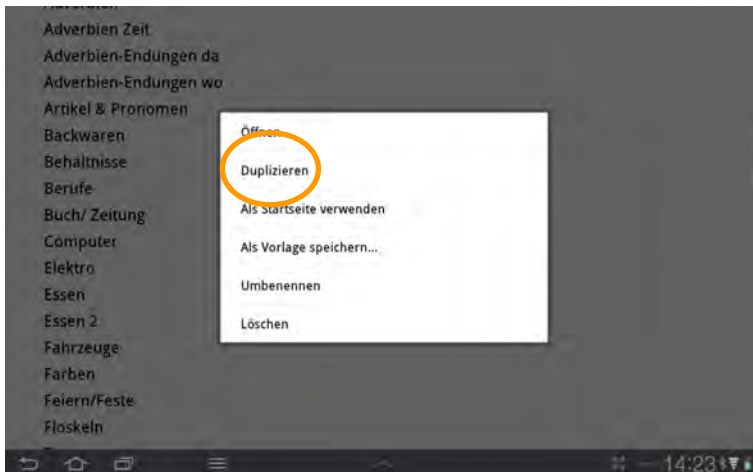 Adverbien
Adverbien Zeit
Adverbien-Endungen da
Adverbien-Endungen wo
Artikel & Pronomen
Backwaren
Behältnisse
Berufe
Buch/ Zeitung
Computer
Elektro
Essen
Essen 2
Fahrzeuge
Farben
Feiern/Feste
Floskeln
Öffnen
Duplizieren
Als Startseite verwenden
Als Vorlage speichern...
Umbenennen
Löschen
14:23